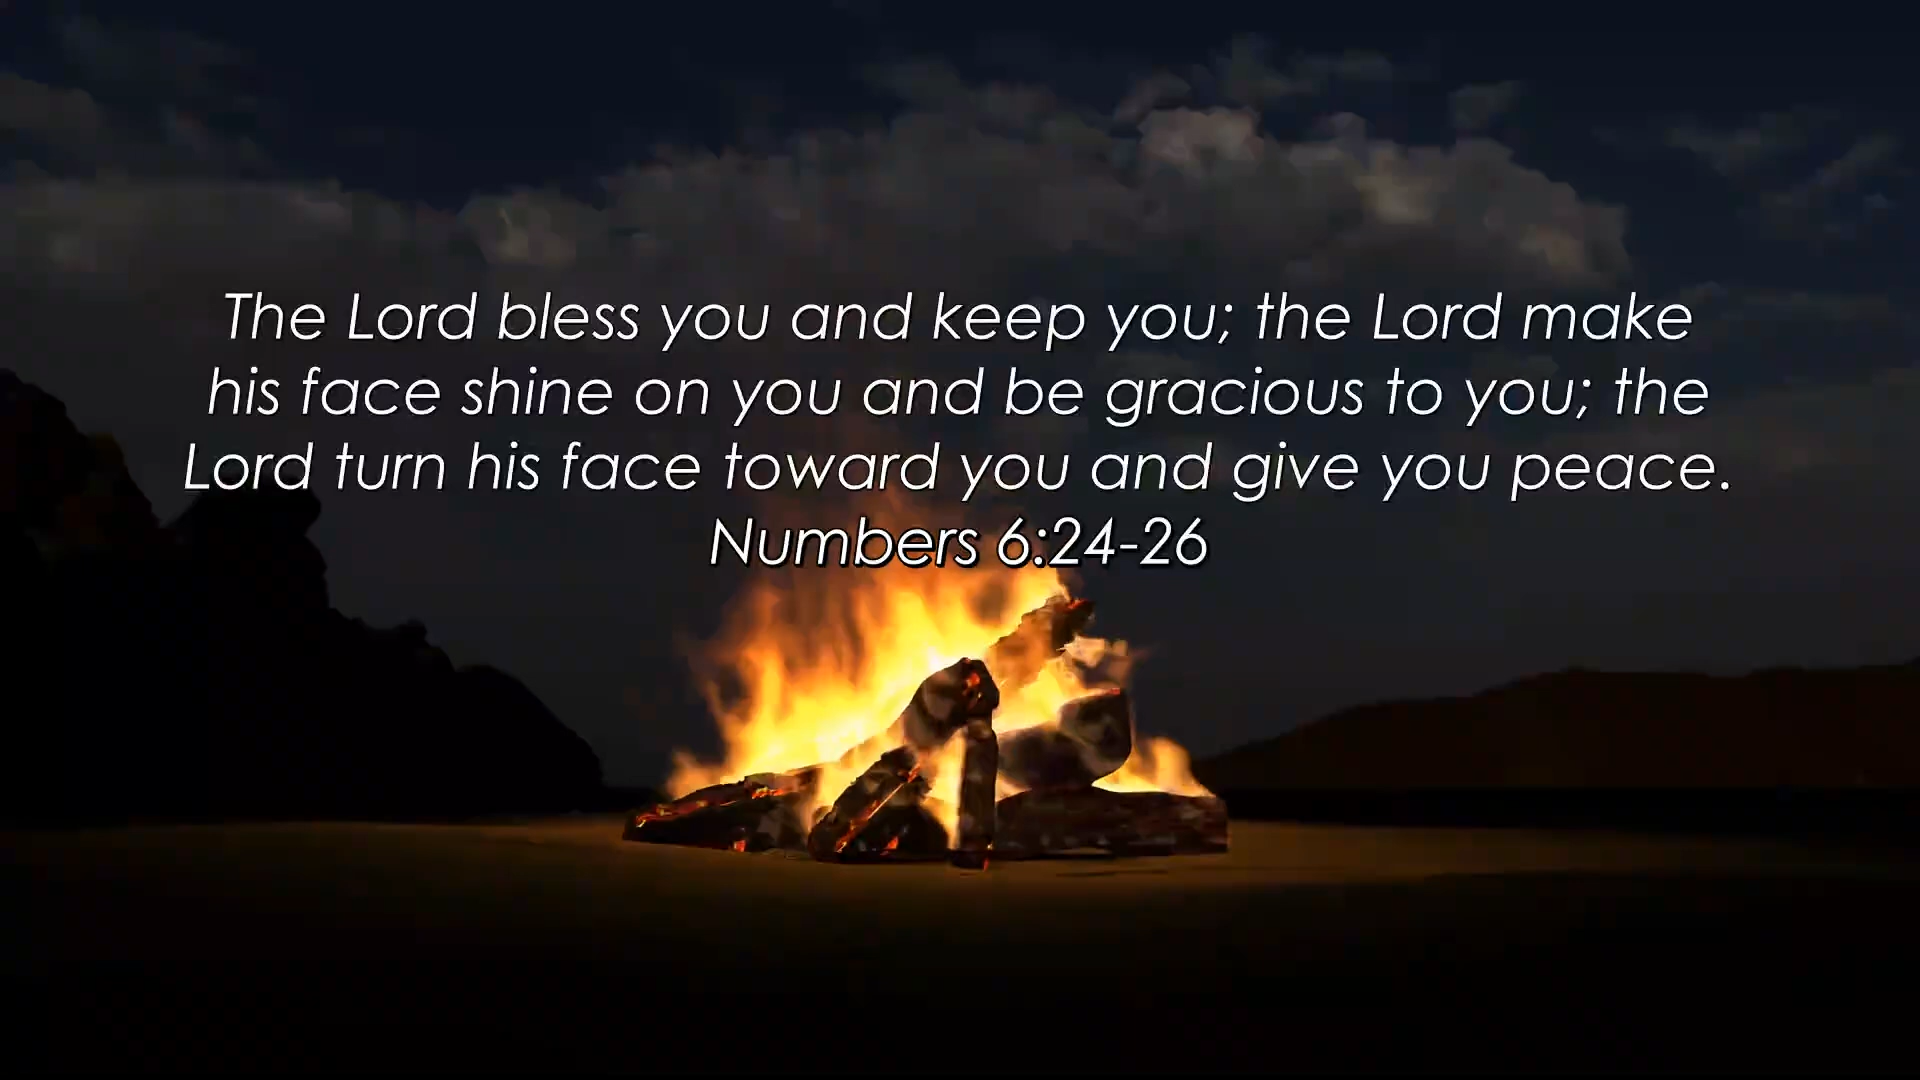 The Lord bless you and keep you; the Lord make
his face shine on you and be gracious to you; the
Lord turn his face toward you and give you peace.
Numbers 6:24-26